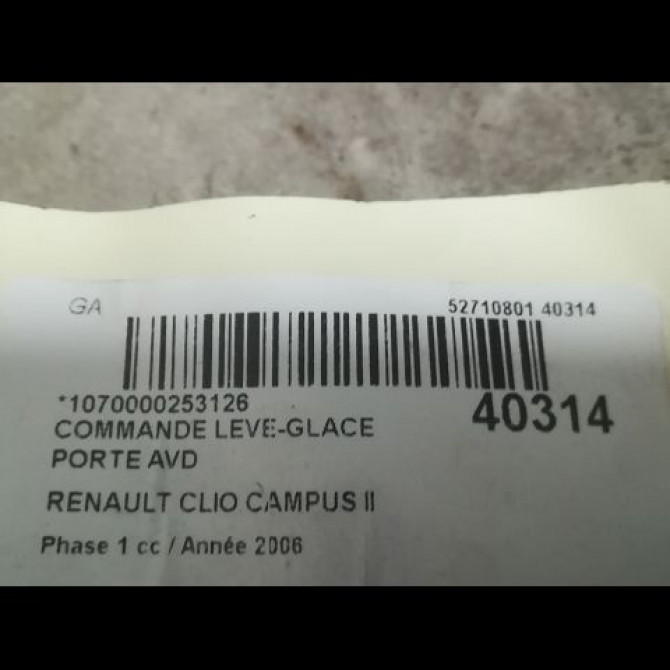 GA 52710801 40314
*1070000253126 40314
COMMANDE LEVE-GLACE
PORTE AVD
RENAULT CLIO CAMPUS II
Phase 1 cc / Année 2006